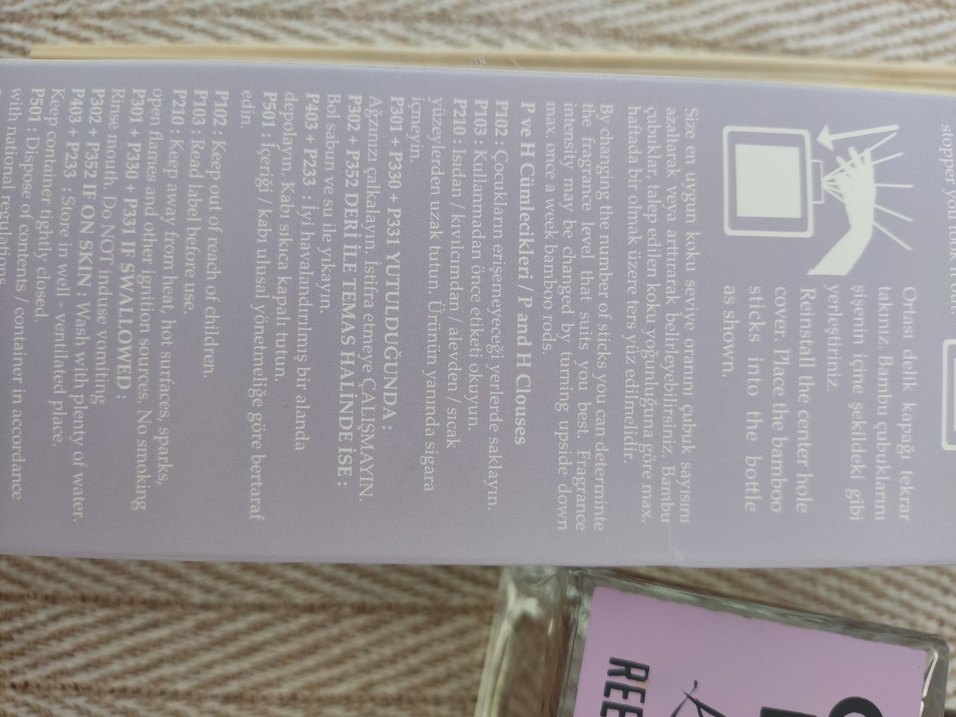 stopper you took
Ortası delik kapağı tekrar
takınız. Bambu çubuklarını
şişenin içine şekildeki gibi
yerleştiriniz.
Reinstall the center hole
cover. Place the bamboo
sticks into the bottle
as shown.
Size en uygun koku seviye oranını çubuk sayısını
azaltarak veya arttırarak belirleyebilirsiniz. Bambu
çubuklar, talep edilen koku yoğunluğuna göre max.
haftada bir olmak üzere ters yüz edilmelidir.
By changing the number of sticks you can determinte
the fragrance level that suits you best. Fragrance
intensity may be changed by turning upside down
max. once a week bamboo rods.
P ve H Cümlecikleri / P and H Clouses
P102 : Çocukların erişemeyeceği yerlerde saklayın.
P103 : Kullanmadan önce etiketi okuyun.
P210 : Isıdan / kıvılcımdan / alevden / sıcak
yüzeylerden uzak tutun. Ürünün yanında sigara
içmeyin.
P301 + P330 + P331 YUTULDUĞUNDA :
Ağzınızı çalkalayın. İstifra etmeye ÇALIŞMAYIN.
P302 + P352 DERİ İLE TEMAS HALİNDE İSE :
Bol sabun ve su ile yıkayın.
P403 + P233 : İyi havalandırılmış bir alanda
depolayın. Kabı sıkıca kapalı tutun.
P501 : İçeriği / kabı ulusal yönetmeliğe göre bertaraf
edin.
P102 : Keep out of reach of children.
P103 : Read label before use.
P210 : Keep away from heat, hot surfaces, spauks,
open flames and other ignition sources. No smoking
P301 + P330 + P331 IF SWALLOWED :
Rinse mouth. Do NOT induse vomiting
P302 + P352 IF ON SKIN : Wash with plenty of water.
P403 + P233 : Store in well - ventilated place.
Keep container tightly closed.
P501 : Dispose of contents / container in accordance
with national regulations.
REE